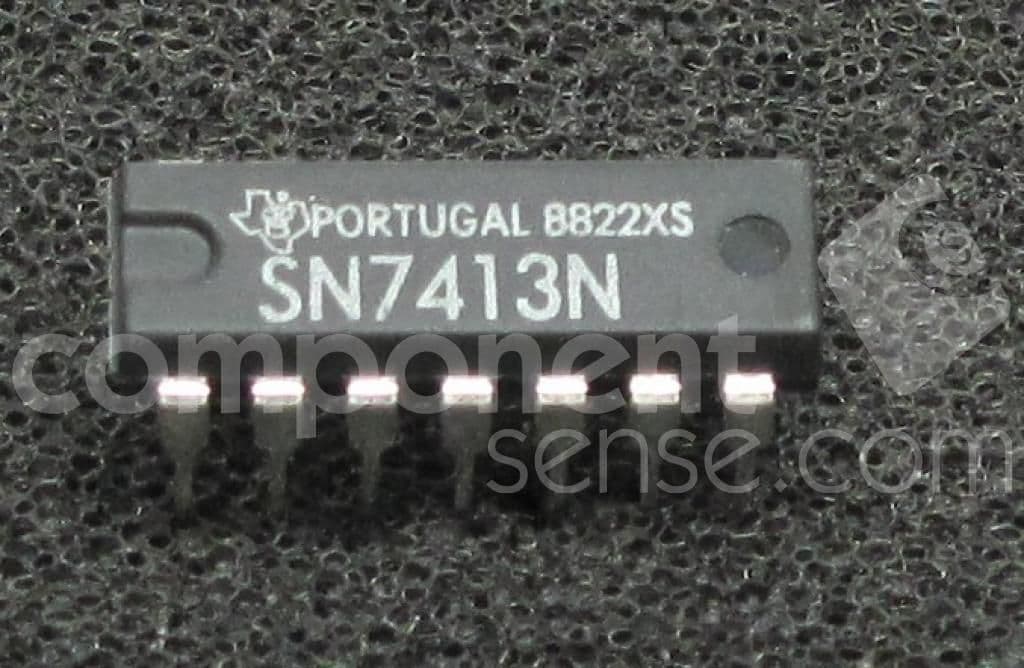 PORTUGAL 8822XS
SN7413N
component
sense.com